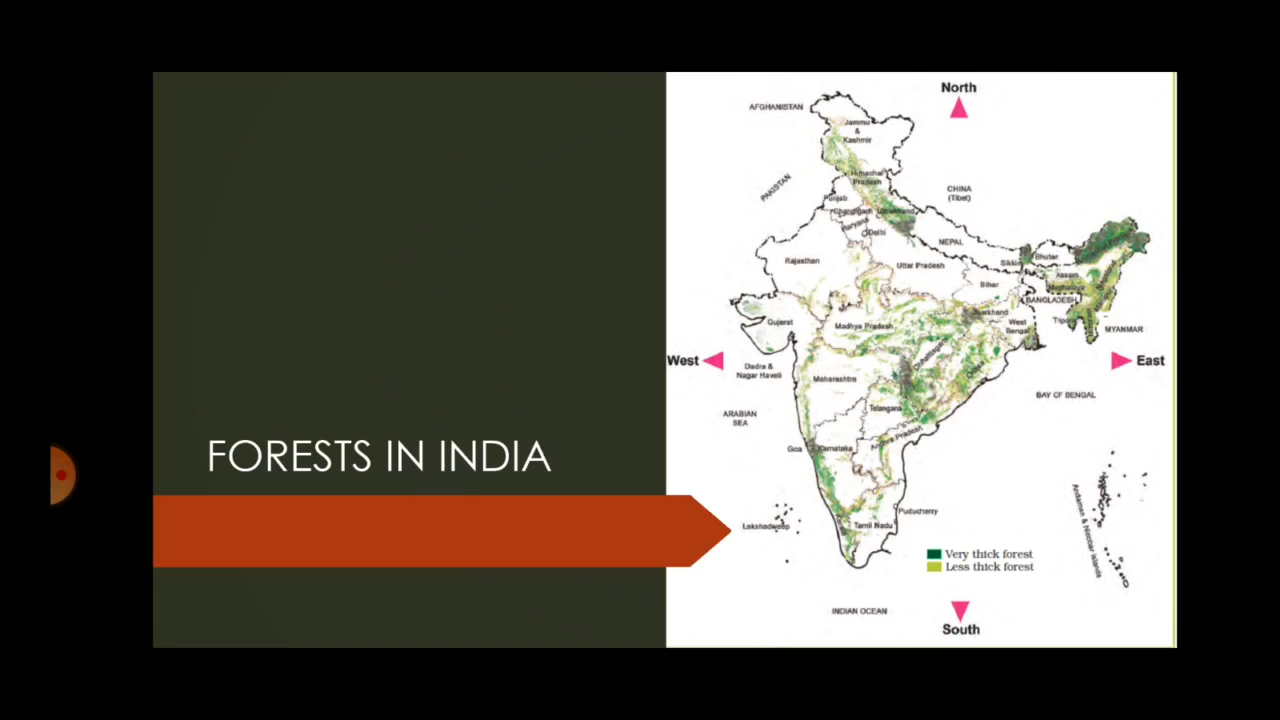 FORESTS IN INDIA
North
AFGHANISTAN
Jammu
&
Kashmir
PAKISTAN
Himachal
Pradesh
CHINA
(Tibet)
Punjab
Chandigarh
Uttrakhand
Haryana
Delhi
NEPAL
Rajasthan
Uttar Pradesh
Sikkim
Bhutan
Bihar
Assam
Meghalaya
BANGLADESH
Gujarat
Madhya Pradesh
Jharkhand
West
Bengal
Tripura
MYANMAR
West
East
Dadra &
Nagar Haveli
Maharashtra
Chhattisgarh
BAY OF BENGAL
ARABIAN
SEA
Telangana
Goa
Karnataka
Andhra Pradesh
Andaman & Nicobar Islands
Lakshadweep
Tamil Nadu
Puducherry
Very thick forest
Less thick forest
INDIAN OCEAN
South